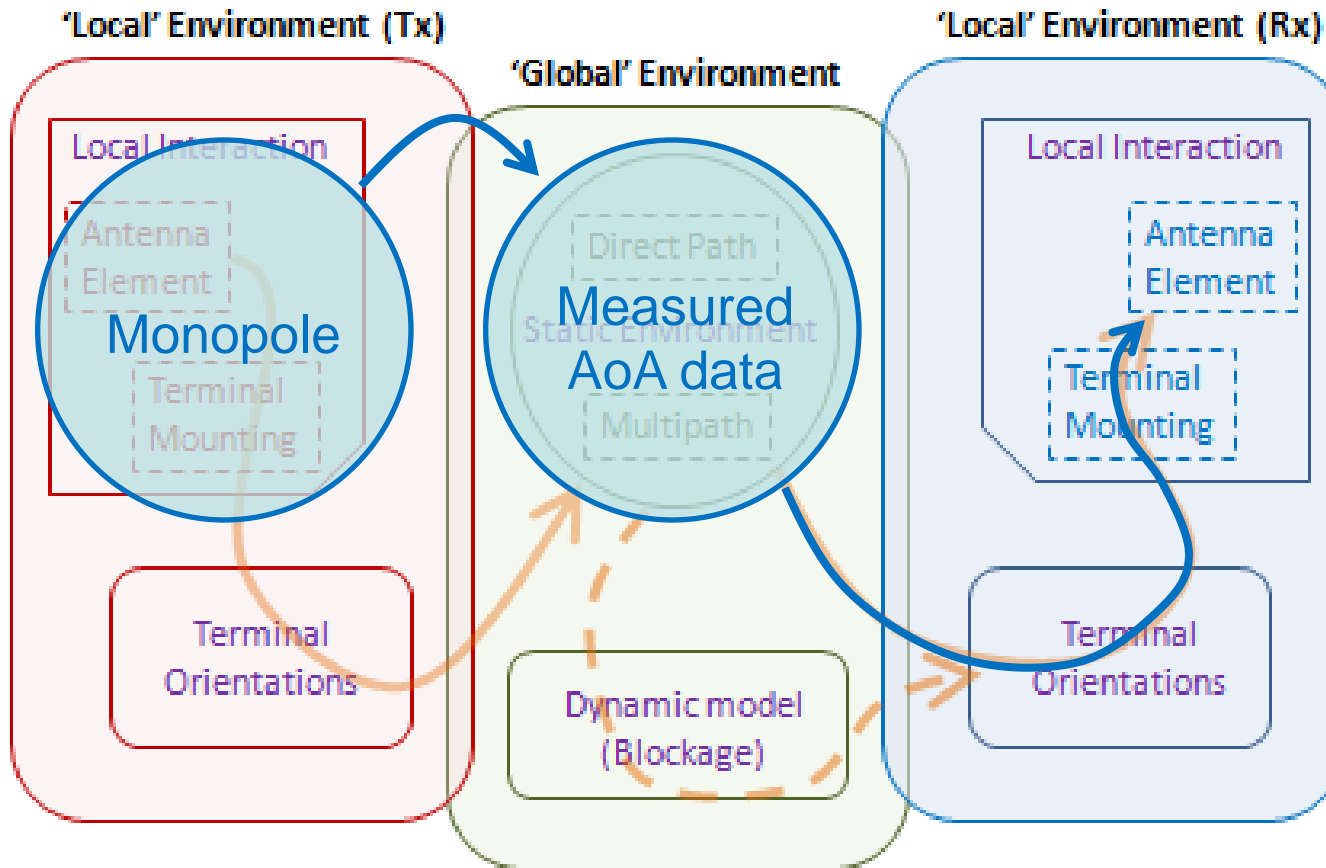 'Local' Environment (Tx)
Local Interaction
Antenna
Element
Monopole
Terminal
Mounting
Terminal
Orientations
'Global' Environment
Direct Path
Static Environment
Measured
AoA data
Multipath
Dynamic model
(Blockage)
'Local' Environment (Rx)
Local Interaction
Antenna
Element
Terminal
Mounting
Terminal
Orientations